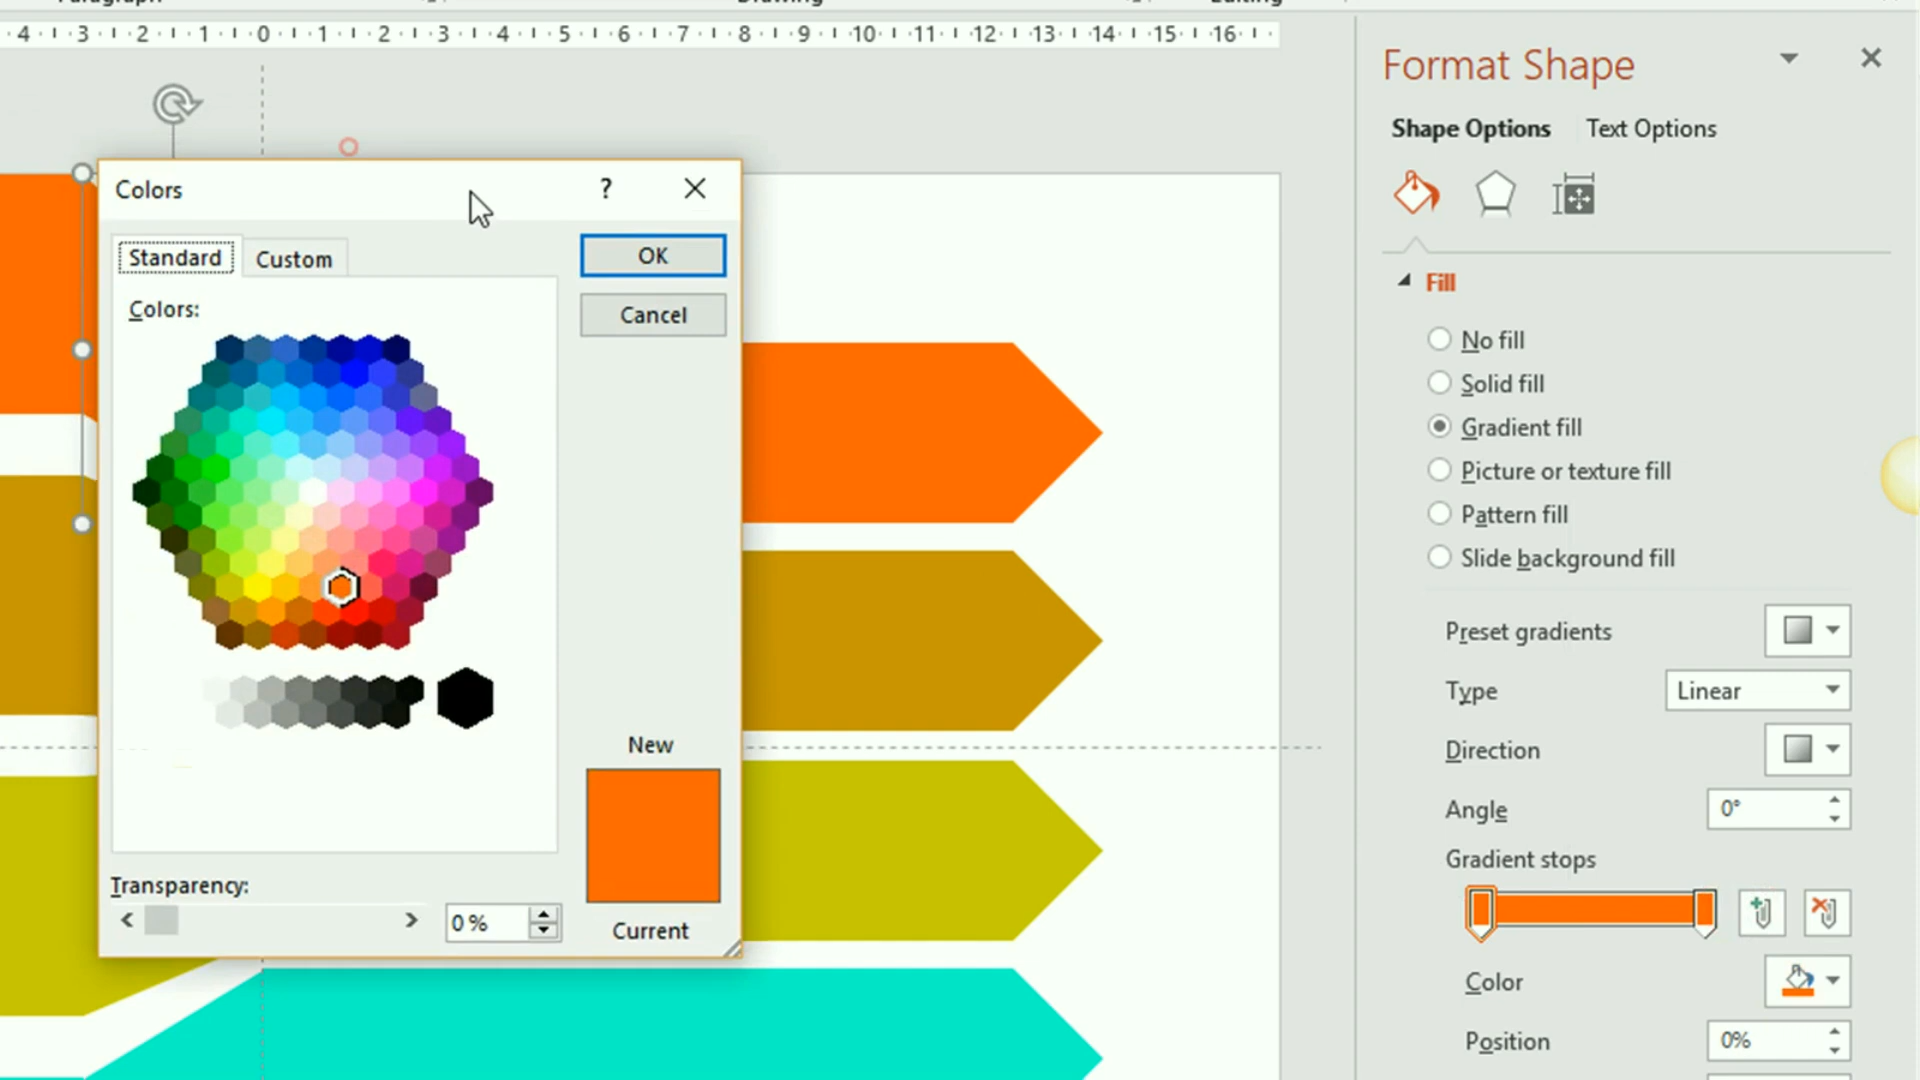 Paragraph Drawing Editing
4 3 2 1 0 1 2 3 4 5 6 7 8 9 10 11 12 13 14 15 16
Format Shape
Shape Options Text Options
Colors ?
Standard Custom
OK
Cancel
Colors:
New
Current
Transparency:
0 %
Fill
No fill
Solid fill
Gradient fill
Picture or texture fill
Pattern fill
Slide background fill
Preset gradients
Type Linear
Direction
Angle 0°
Gradient stops
Color
Position 0%